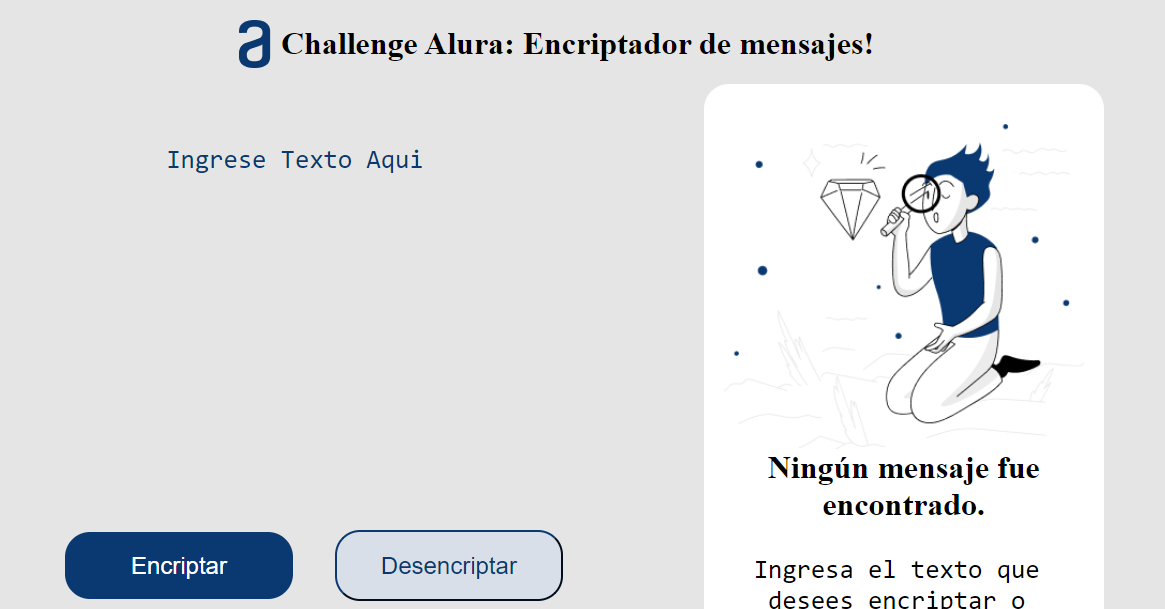 a Challenge Alura: Encriptador de mensajes!
Ingrese Texto Aqui
Ningún mensaje fue
encontrado.
Ingresa el texto que
desees encriptar o
Encriptar
Desencriptar